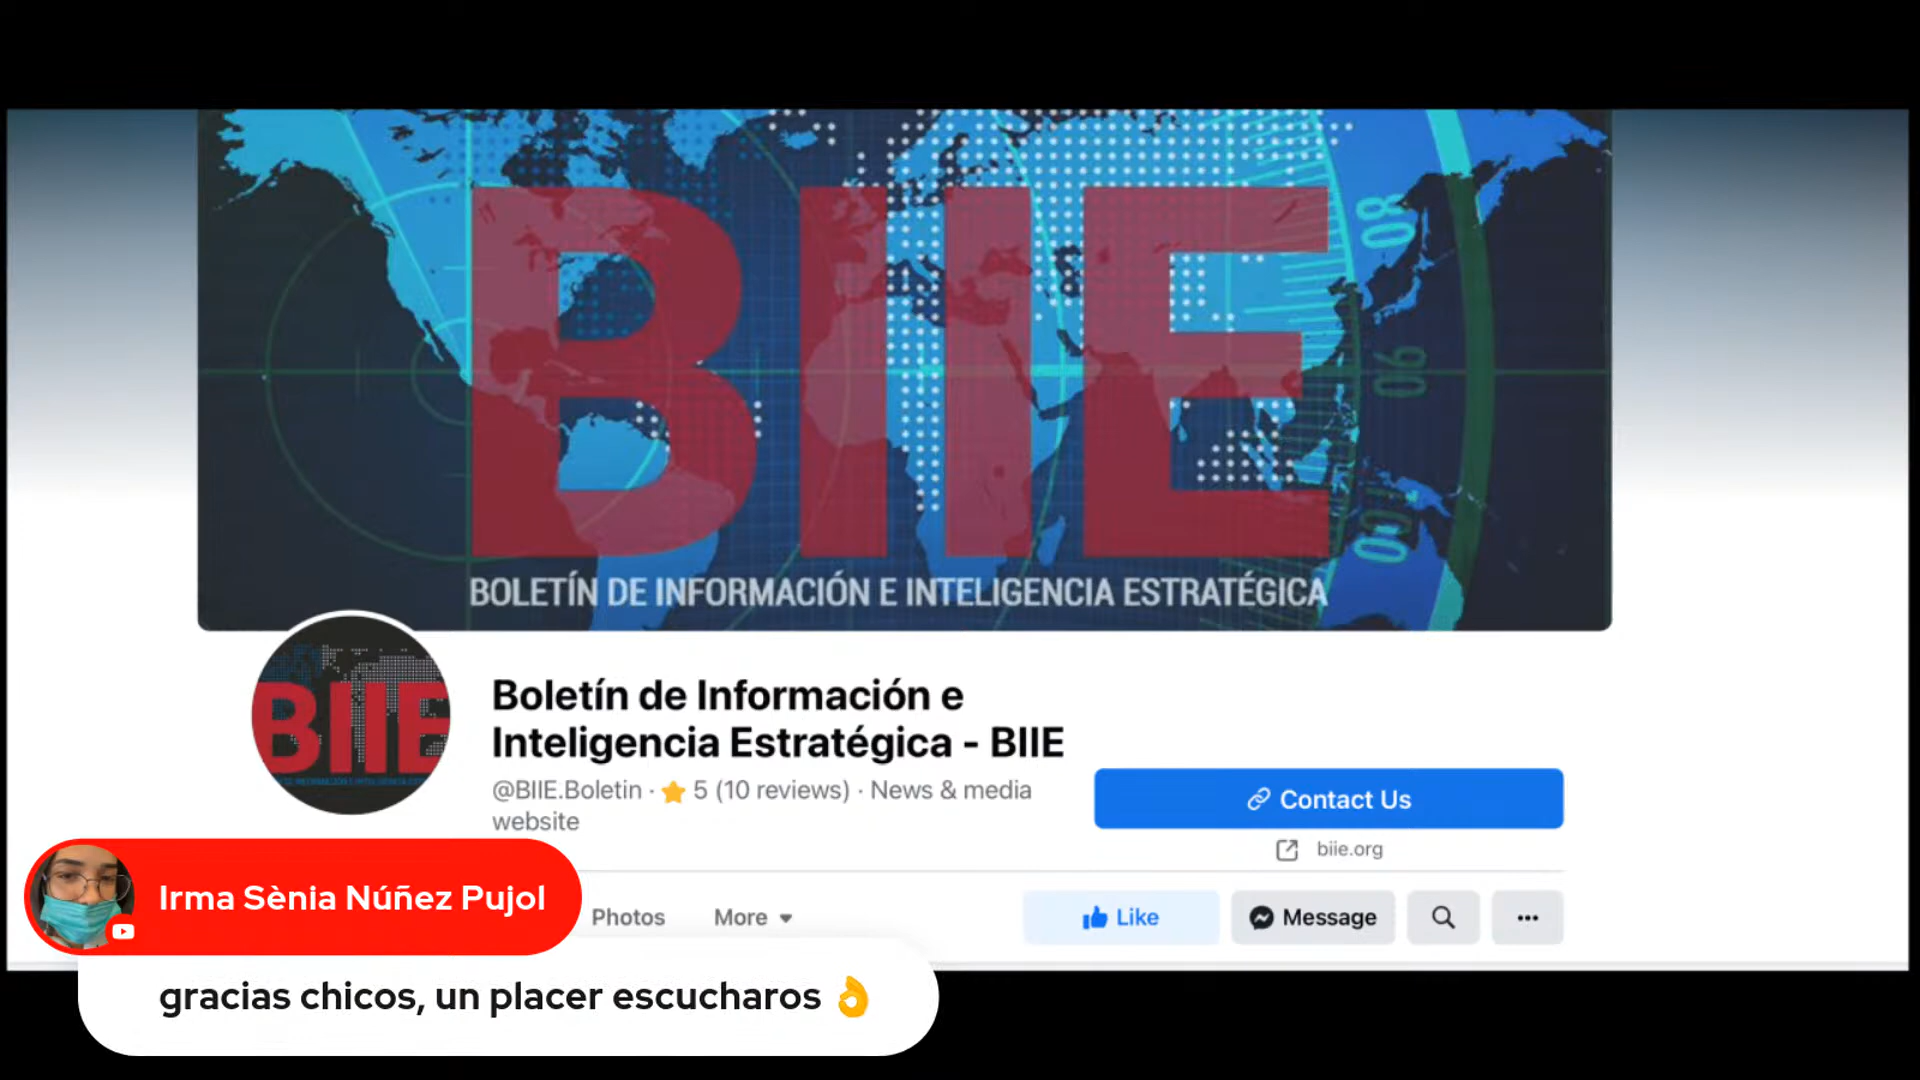 BIIE
80
90
BOLETÍN DE INFORMACIÓN E INTELIGENCIA ESTRATÉGICA
BIIE
Boletín de Información e
Inteligencia Estratégica - BIIE
@BIIE.Boletin · ⭐ 5 (10 reviews) · News & media
website
Contact Us
biie.org
Photos
More
Like
Message
...
Irma Sènia Núñez Pujol
gracias chicos, un placer escucharos 👌